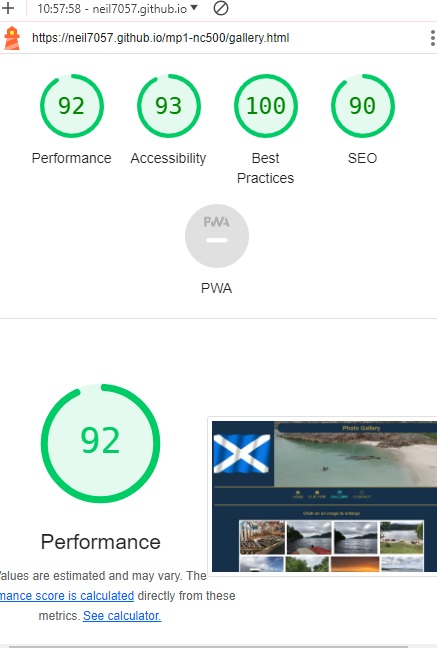 10:57:58 - neil7057.github.io
https://neil7057.github.io/mp1-nc500/gallery.html
92 93 100 90
Performance Accessibility Best Practices SEO
PWA
PWA
92
Performance
Values are estimated and may vary. The
mance score is calculated directly from these
metrics. See calculator.
Photo Gallery
HOME OUR TRIP GALLERY CONTACT
Click on an image to enlarge